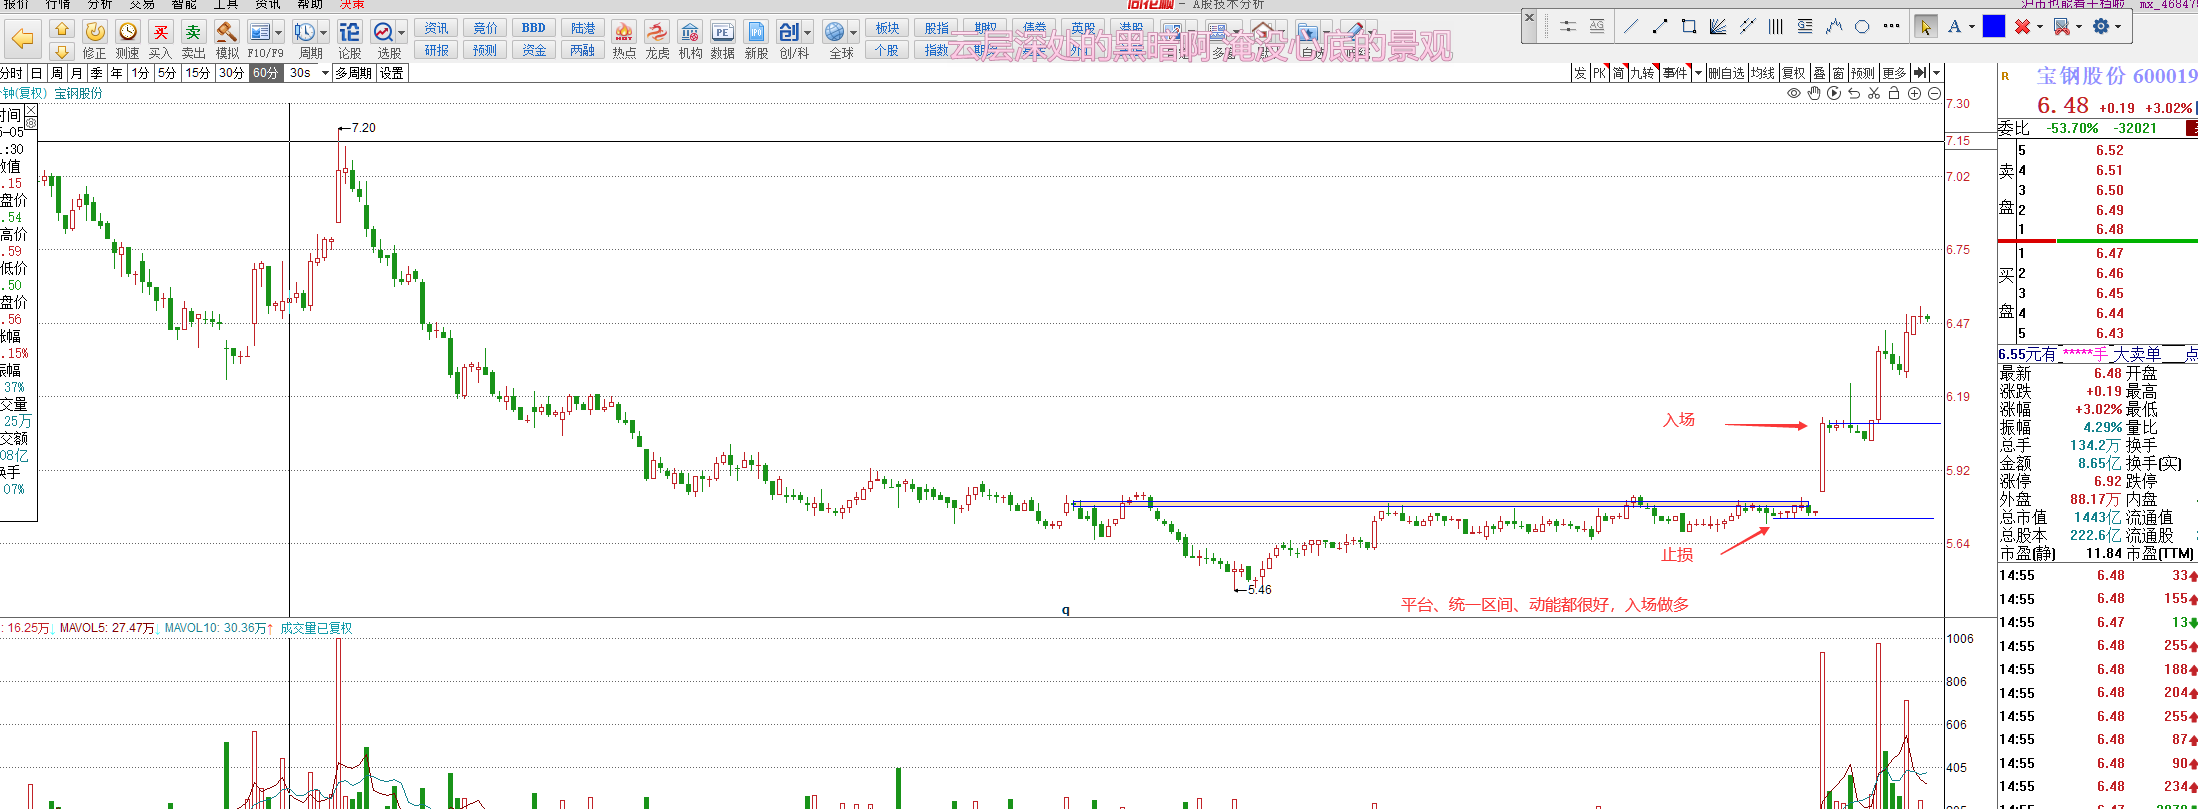 报价 行情 分析 交易 智能 工具 资讯 帮助 决策
同花顺 - A股技术分析
mx_46847
修正 测速 买入 卖出 模拟 F10/F9 周期 论股 选股
资讯 竞价 BBD 陆港
研报 预测 资金 两融
热点 龙虎 机构 数据 新股 创/科 全球
板块 股指 期权 债券 英股 港股
个股 指数
云层深处的黑暗啊 淹没心底的景观
分时 日 周 月 季 年 1分 5分 15分 30分 60分 30s 多周期 设置
发 PK 简 九转 事件 删自选 均线 复权 叠 窗 预测 更多
钟(复权) 宝钢股份
时间
5-05
:30
数值
.15
盘价
.54
高价
.59
低价
.50
盘价
.56
涨幅
.15%
振幅
37%
交量
25万
交额
08亿
换手
07%
7.20
5.46
q
入场
止损
平台、统一区间、动能都很好，入场做多
7.30
7.15
7.02
6.75
6.47
6.19
5.92
5.64
: 16.25万↓ MAVOL5: 27.47万↓ MAVOL10: 30.36万↑ 成交量已复权
1006
806
606
405
R 宝钢股份 600019
6.48 +0.19 +3.02%
委比 -53.70% -32021
卖盘
5 6.52
4 6.51
3 6.50
2 6.49
1 6.48
买盘
1 6.47
2 6.46
3 6.45
4 6.44
5 6.43
6.55元有 *****手 大卖单 点
最新 6.48 开盘
涨跌 +0.19 最高
涨幅 +3.02% 最低
振幅 4.29% 量比
总手 134.2万 换手
金额 8.65亿 换手(实)
涨停 6.92 跌停
外盘 88.17万 内盘
总市值 1443亿 流通值
总股本 222.6亿 流通股
市盈(静) 11.84 市盈(TTM)
14:55 6.48 33
14:55 6.48 155
14:55 6.47 13
14:55 6.48 255
14:55 6.48 188
14:55 6.48 204
14:55 6.48 255
14:55 6.48 87
14:55 6.48 90
14:55 6.48 234